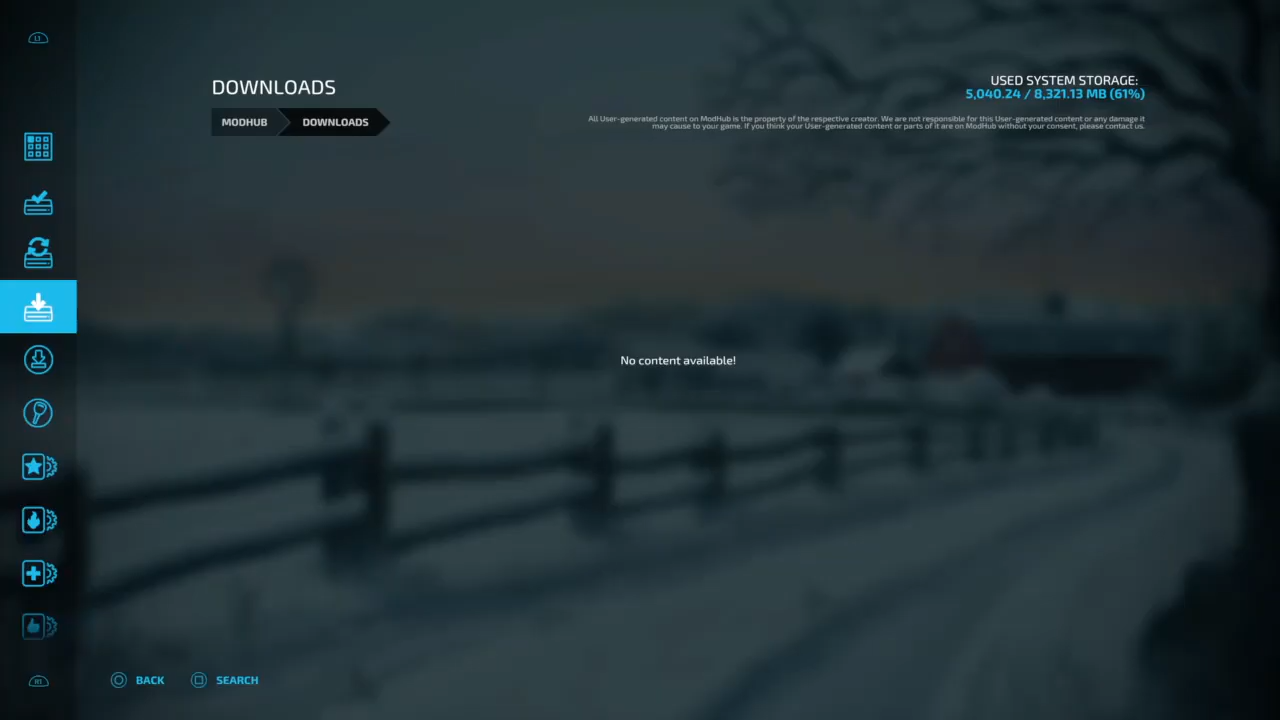 L1
DOWNLOADS
USED SYSTEM STORAGE:
5,040.24 / 8,321.13 MB (61%)
MODHUB
DOWNLOADS
All User-generated content on ModHub is the property of the respective creator. We are not responsible for this User-generated content or any damage it
may cause to your game. If you think your User-generated content or parts of it are on ModHub without your consent, please contact us.
No content available!
BACK
SEARCH
R1